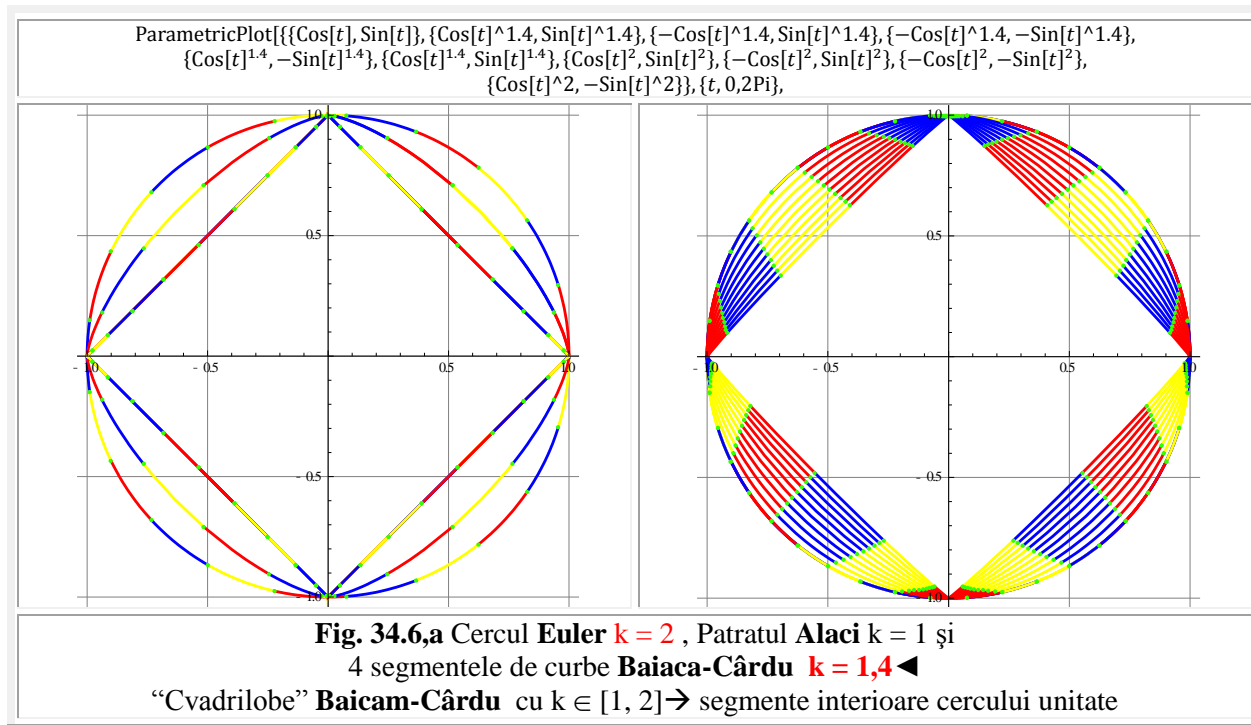 ParametricPlot[{{Cos[t], Sin[t]}, {Cos[t]^1.4, Sin[t]^1.4}, {−Cos[t]^1.4, Sin[t]^1.4}, {−Cos[t]^1.4, −Sin[t]^1.4},
{Cos[t]^1.4, −Sin[t]^1.4}, {Cos[t]^1.4, Sin[t]^1.4}, {Cos[t]^2, Sin[t]^2}, {−Cos[t]^2, Sin[t]^2}, {−Cos[t]^2, −Sin[t]^2},
{Cos[t]^2, −Sin[t]^2}}, {t, 0,2Pi},
1.0
0.5
- 1.0 - 0.5 0.5 1.0
- 0.5
- 1.0
1.0
0.5
- 1.0 - 0.5 0.5 1.0
- 0.5
- 1.0
Fig. 34.6,a Cercul Euler k = 2 , Patratul Alaci k = 1 şi
4 segmentele de curbe Baiaca-Cârdu k = 1,4◄
“Cvadrilobe” Baicam-Cârdu cu k ∈ [1, 2]→ segmente interioare cercului unitate